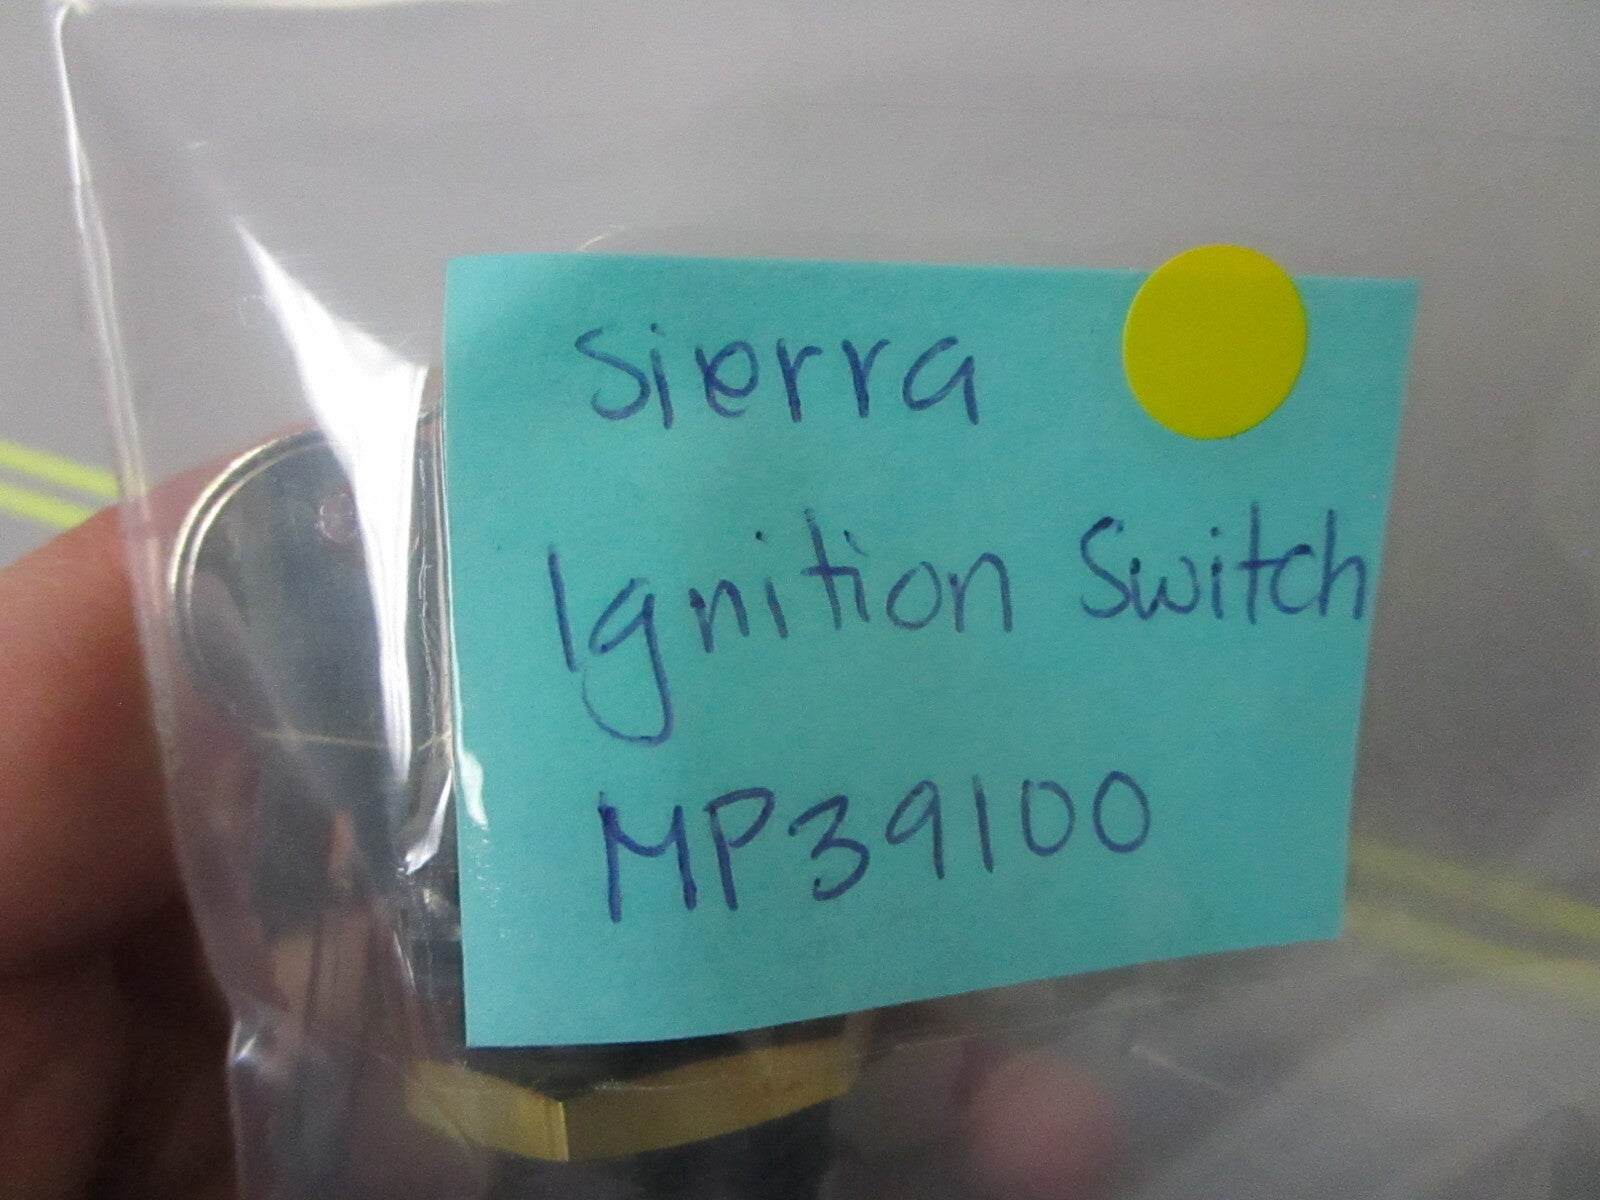 Sierra
Ignition Switch
MP39100